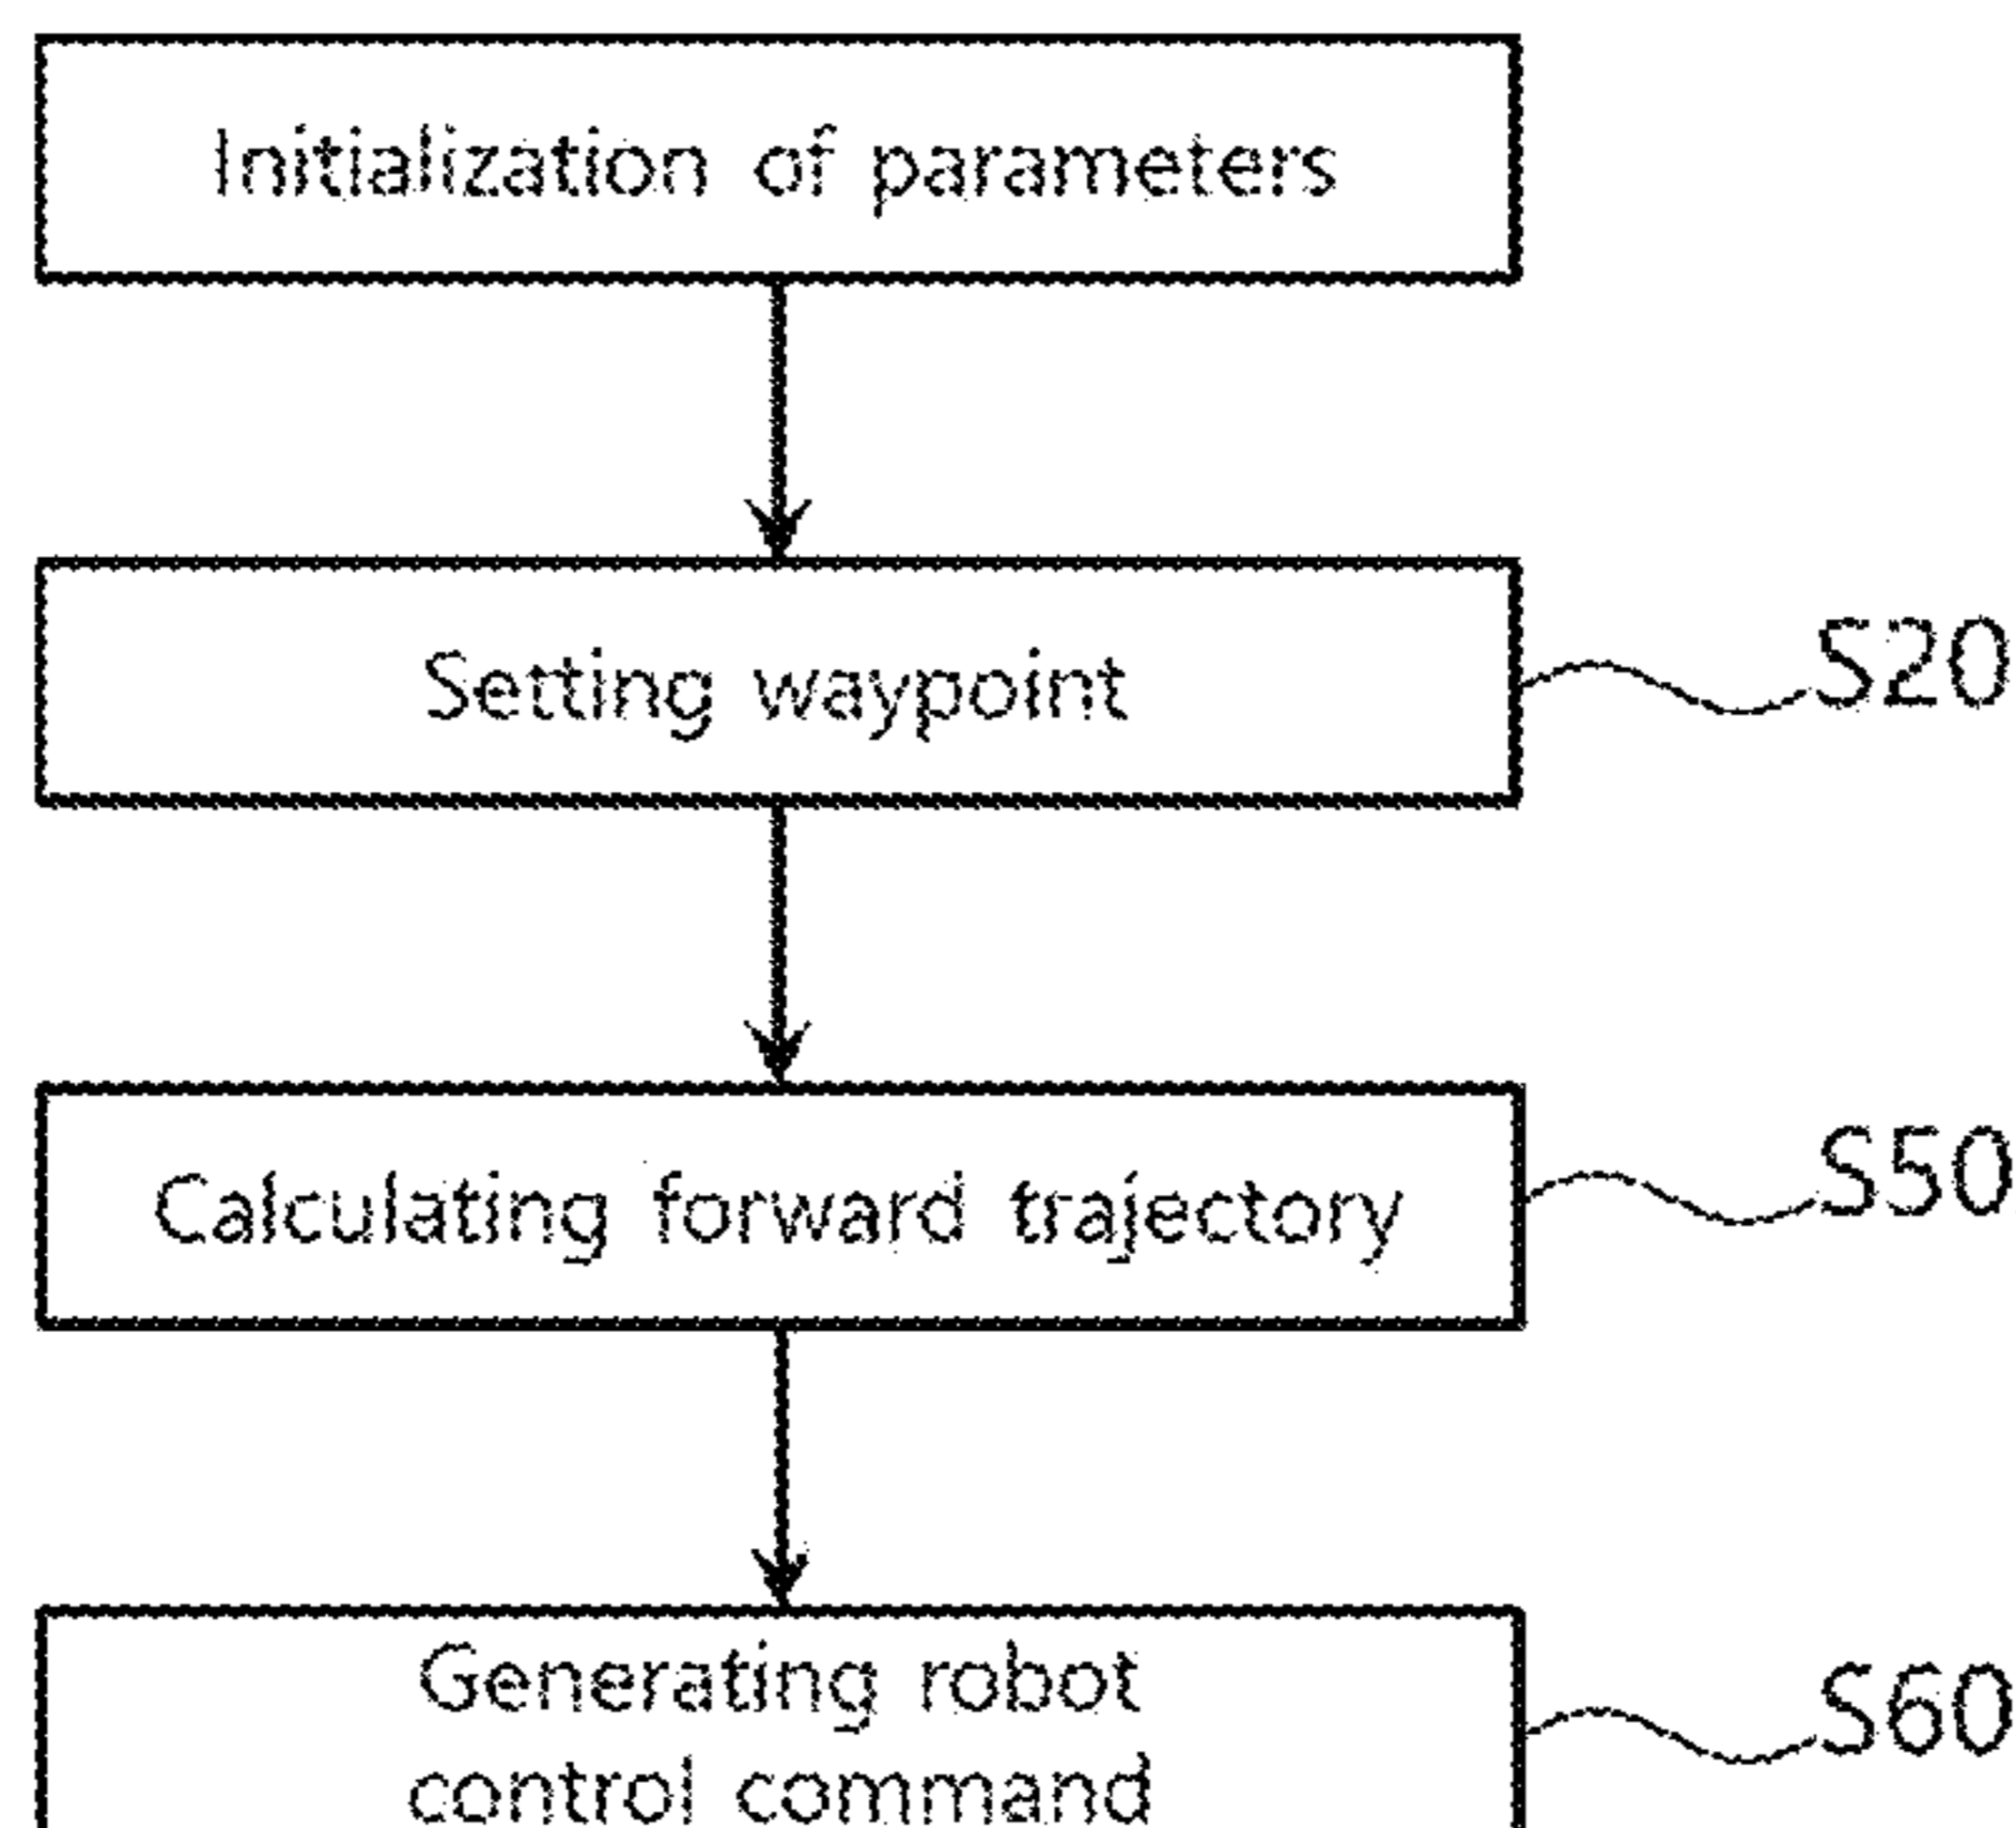 Initialization of parameters
Setting waypoint
S20
Calculating forward trajectory
S50
Generating robot
control command
S60